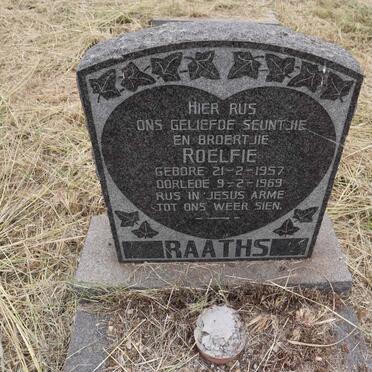 HIER RUS
ONS GELIEFDE SEUNTJIE
EN BROERTJIE
ROELFIE
GEBORE 21-2-1957
OORLEDE 9-2-1969
RUS IN JESUS ARME
TOT ONS WEER SIEN.
RAATHS